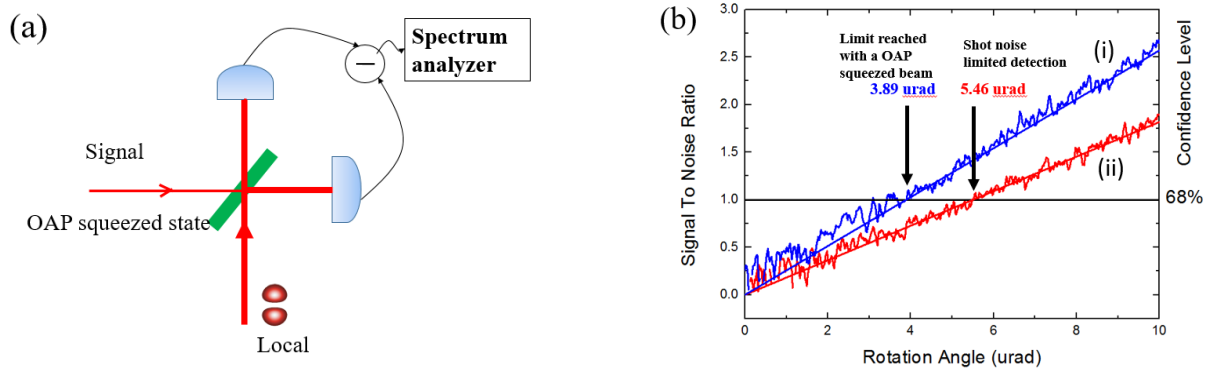 (a)
Spectrum
analyzer
—
Signal
OAP squeezed state
Local
(b)
3.0
2.5
2.0
1.5
1.0
0.5
0.0
Signal To Noise Ratio
Limit reached
with a OAP
squeezed beam
3.89 urad
Shot noise
limited detection
5.46 urad
(i)
(ii)
Confidence Level
68%
0 2 4 6 8 10
Rotation Angle (urad)